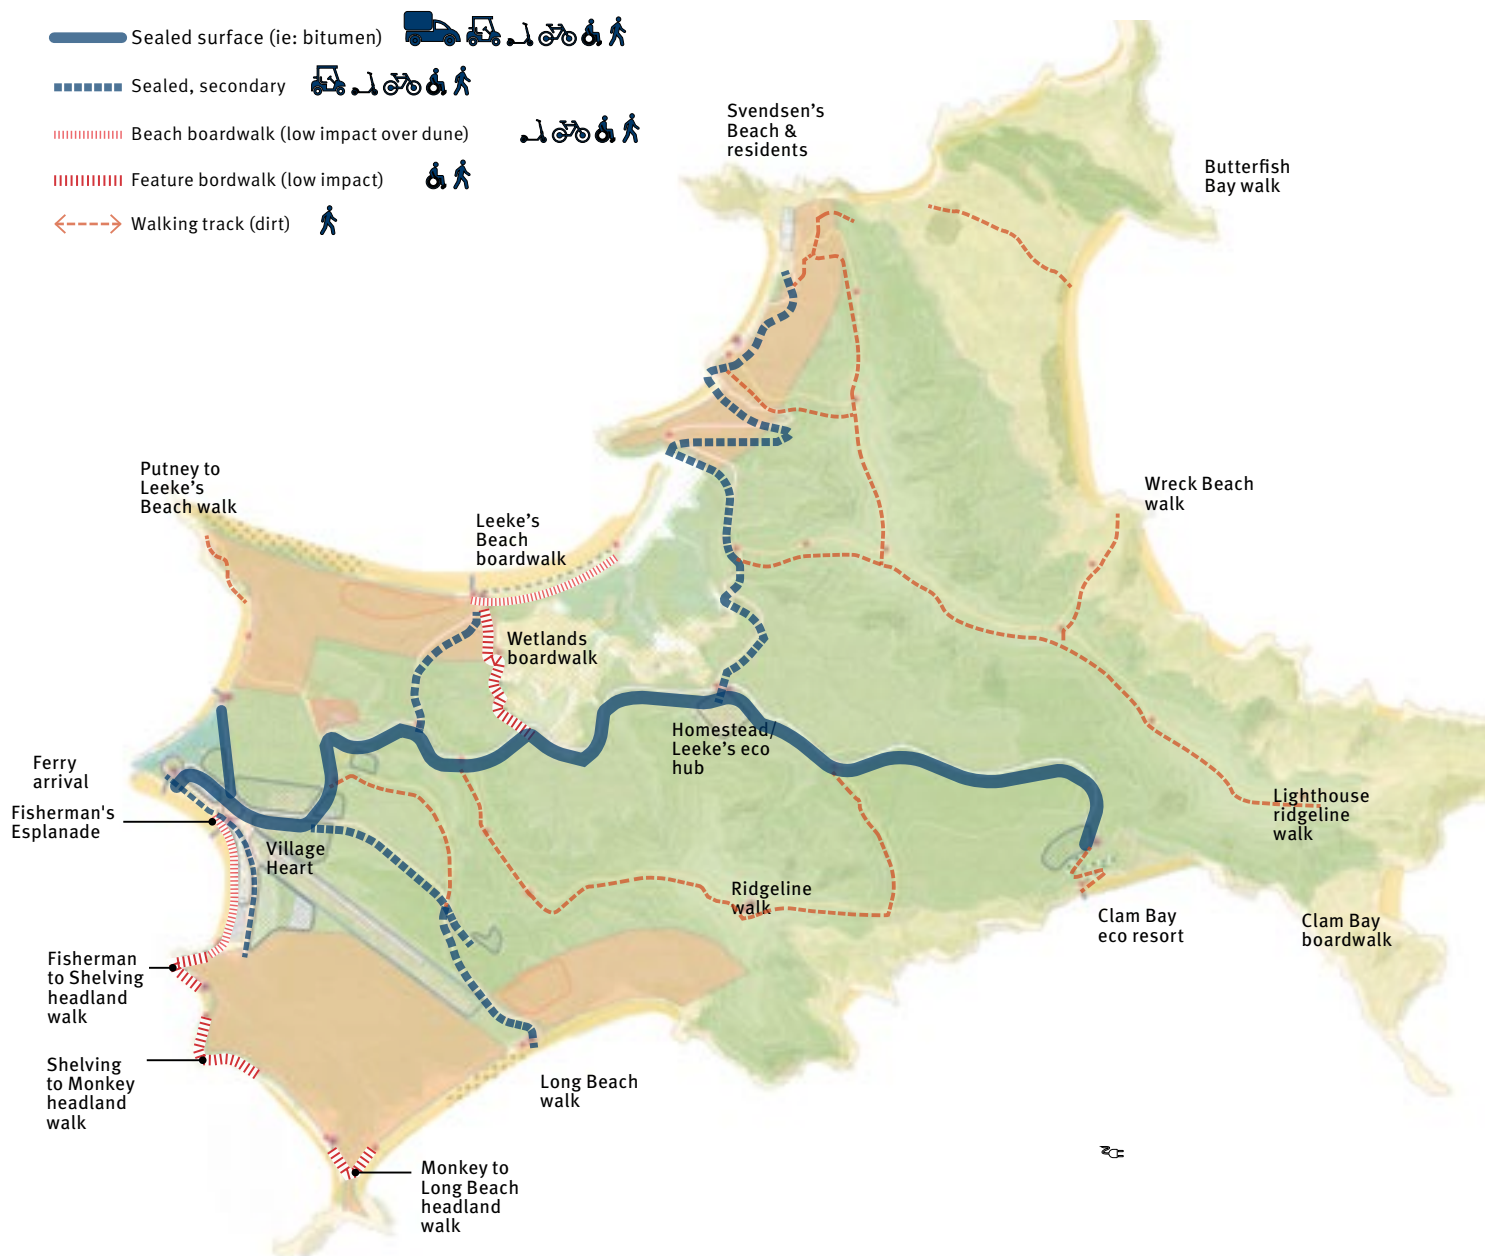 Sealed surface (ie: bitumen)
Sealed, secondary
Beach boardwalk (low impact over dune)
Feature bordwalk (low impact)
Walking track (dirt)
Svendsen's
Beach &
residents
Butterfish
Bay walk
Putney to
Leeke's
Beach walk
Leeke's
Beach
boardwalk
Wreck Beach
walk
Wetlands
boardwalk
Homestead/
Leeke's eco
hub
Ferry
arrival
Fisherman's
Esplanade
Village
Heart
Lighthouse
ridgeline
walk
Ridgeline
walk
Clam Bay
eco resort
Clam Bay
boardwalk
Fisherman
to Shelving
headland
walk
Shelving
to Monkey
headland
walk
Long Beach
walk
Monkey to
Long Beach
headland
walk